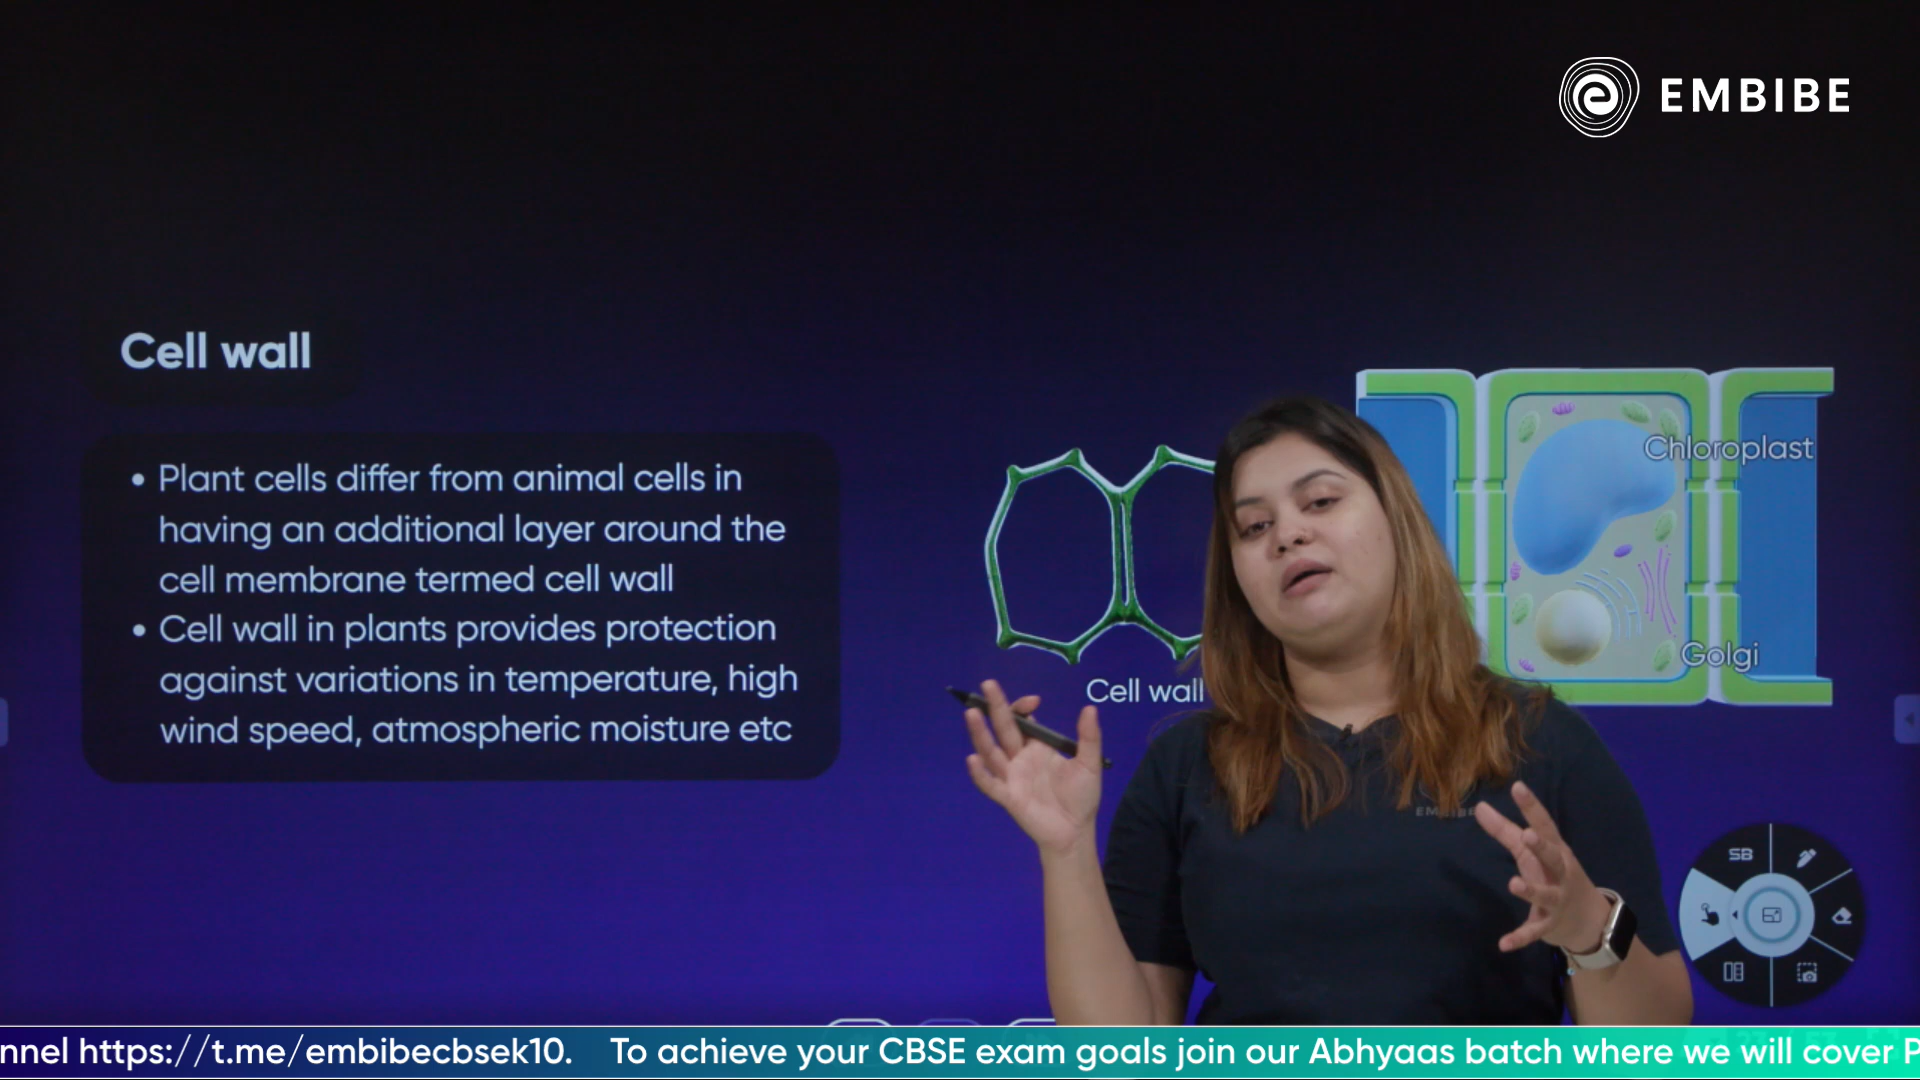 EMBIBE
Cell wall
• Plant cells differ from animal cells in
having an additional layer around the
cell membrane termed cell wall
• Cell wall in plants provides protection
against variations in temperature, high
wind speed, atmospheric moisture etc
Chloroplast
Golgi
Cell wall
EMBIBE
SB
nnel https://t.me/embibecbsek10. To achieve your CBSE exam goals join our Abhyaas batch where we will cover P